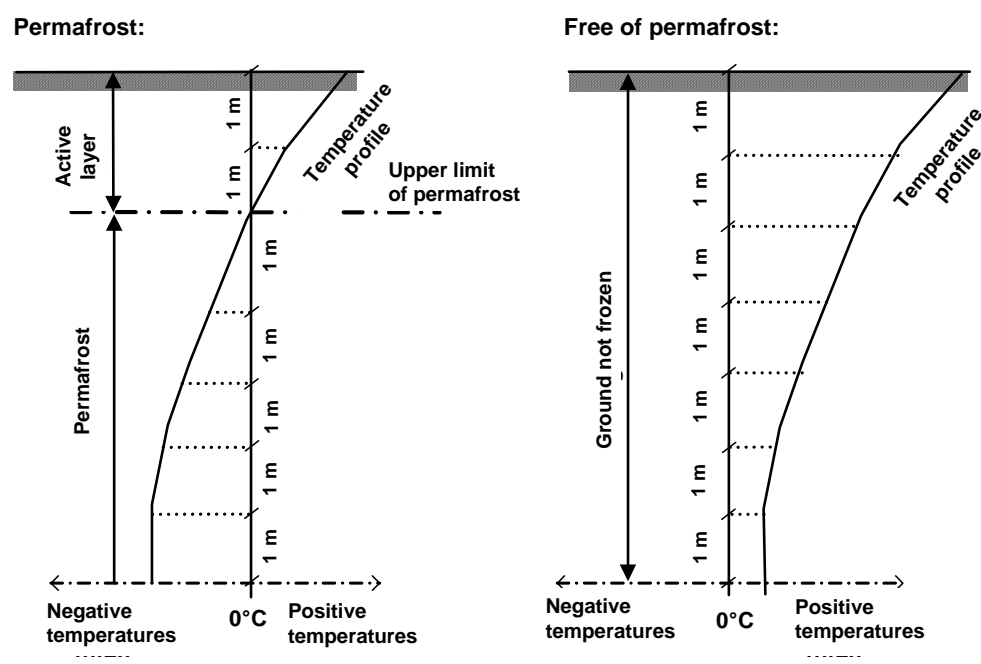 Permafrost:
Active
layer
1 m
1 m
Temperature
profile
Upper limit
of permafrost
Permafrost
1 m
1 m
1 m
1 m
1 m
Negative
temperatures
0°C
Positive
temperatures
Free of permafrost:
Ground not frozen
1 m
1 m
1 m
1 m
1 m
1 m
1 m
Temperature
profile
Negative
temperatures
0°C
Positive
temperatures